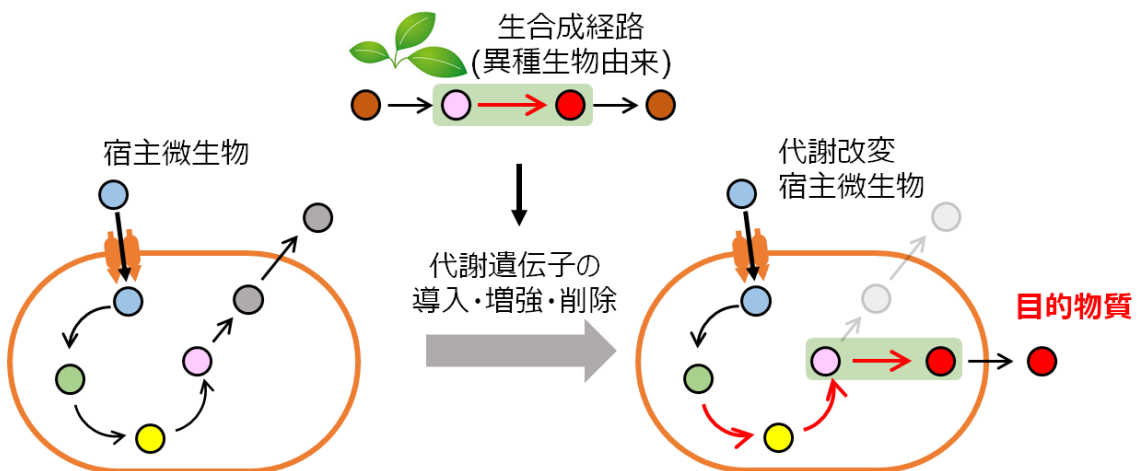 生合成経路
(異種生物由来)
宿主微生物
代謝改変
宿主微生物
代謝遺伝子の
導入・増強・削除
目的物質